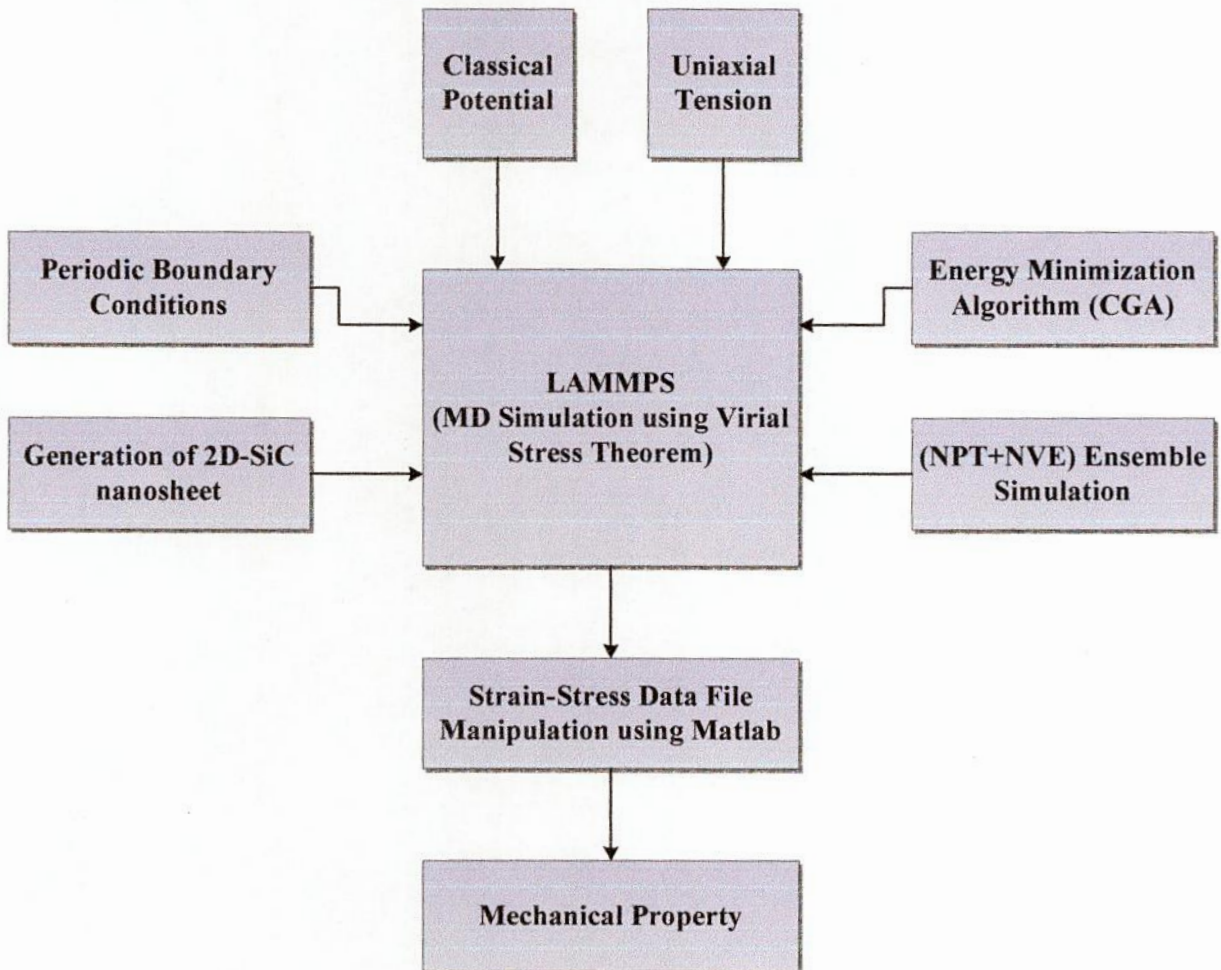 Classical
Potential
Uniaxial
Tension
Periodic Boundary
Conditions
Energy Minimization
Algorithm (CGA)
LAMMPS
(MD Simulation using Virial
Stress Theorem)
Generation of 2D-SiC
nanosheet
(NPT+NVE) Ensemble
Simulation
Strain-Stress Data File
Manipulation using Matlab
Mechanical Property